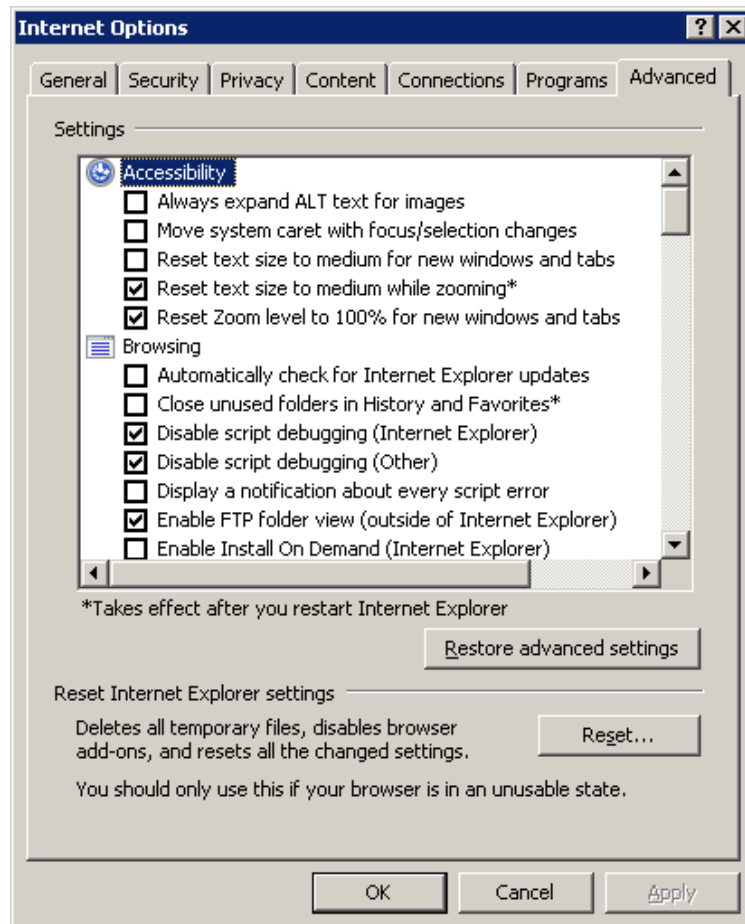 Internet Options
General Security Privacy Content Connections Programs Advanced
Settings
Accessibility
Always expand ALT text for images
Move system caret with focus/selection changes
Reset text size to medium for new windows and tabs
Reset text size to medium while zooming*
Reset Zoom level to 100% for new windows and tabs
Browsing
Automatically check for Internet Explorer updates
Close unused folders in History and Favorites*
Disable script debugging (Internet Explorer)
Disable script debugging (Other)
Display a notification about every script error
Enable FTP folder view (outside of Internet Explorer)
Enable Install On Demand (Internet Explorer)
*Takes effect after you restart Internet Explorer
Restore advanced settings
Reset Internet Explorer settings
Deletes all temporary files, disables browser
add-ons, and resets all the changed settings.
Reset...
You should only use this if your browser is in an unusable state.
OK Cancel Apply